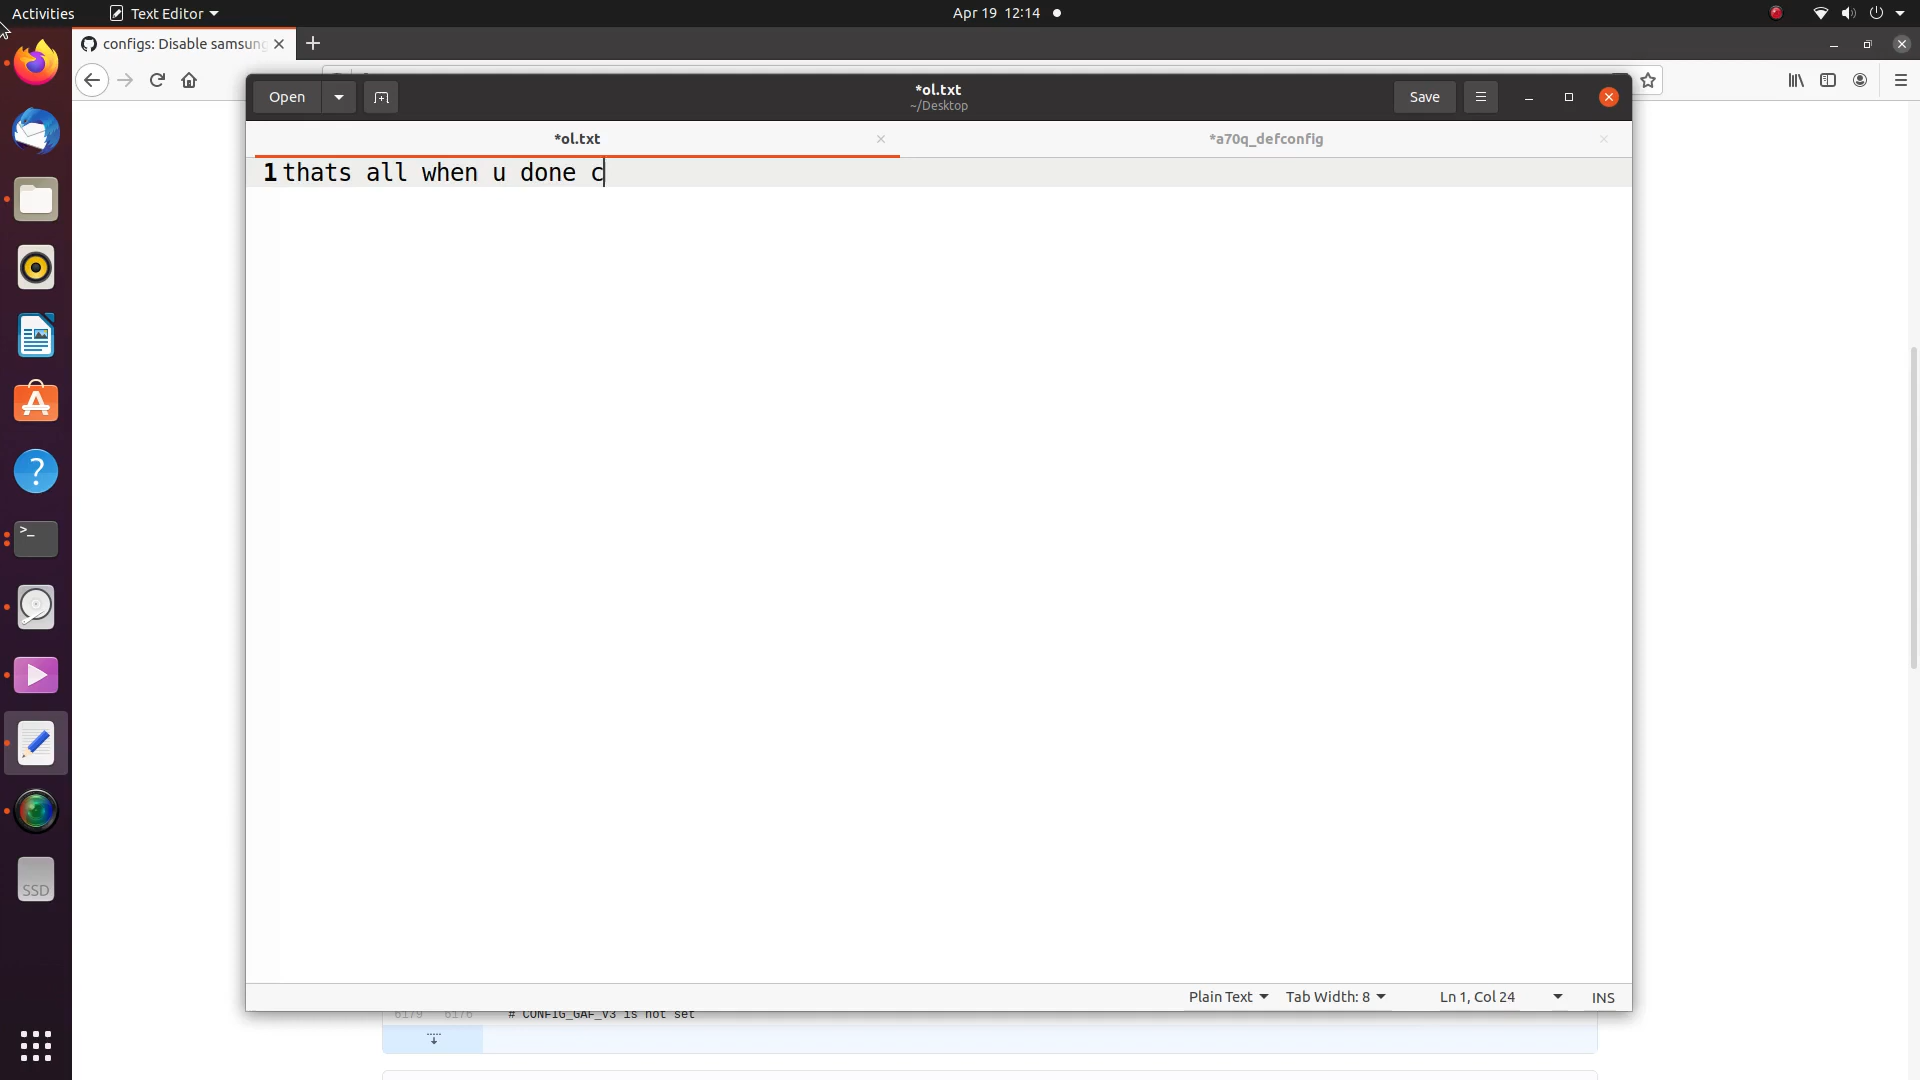 Activities
Text Editor
Apr 19 12:14
configs: Disable samsung
Open
*ol.txt
~/Desktop
Save
*ol.txt
*a70q_defconfig
1 thats all when u done c
Plain Text
Tab Width: 8
Ln 1, Col 24
INS
6179 6176 # CONFIG_GAF_V3 is not set
SSD